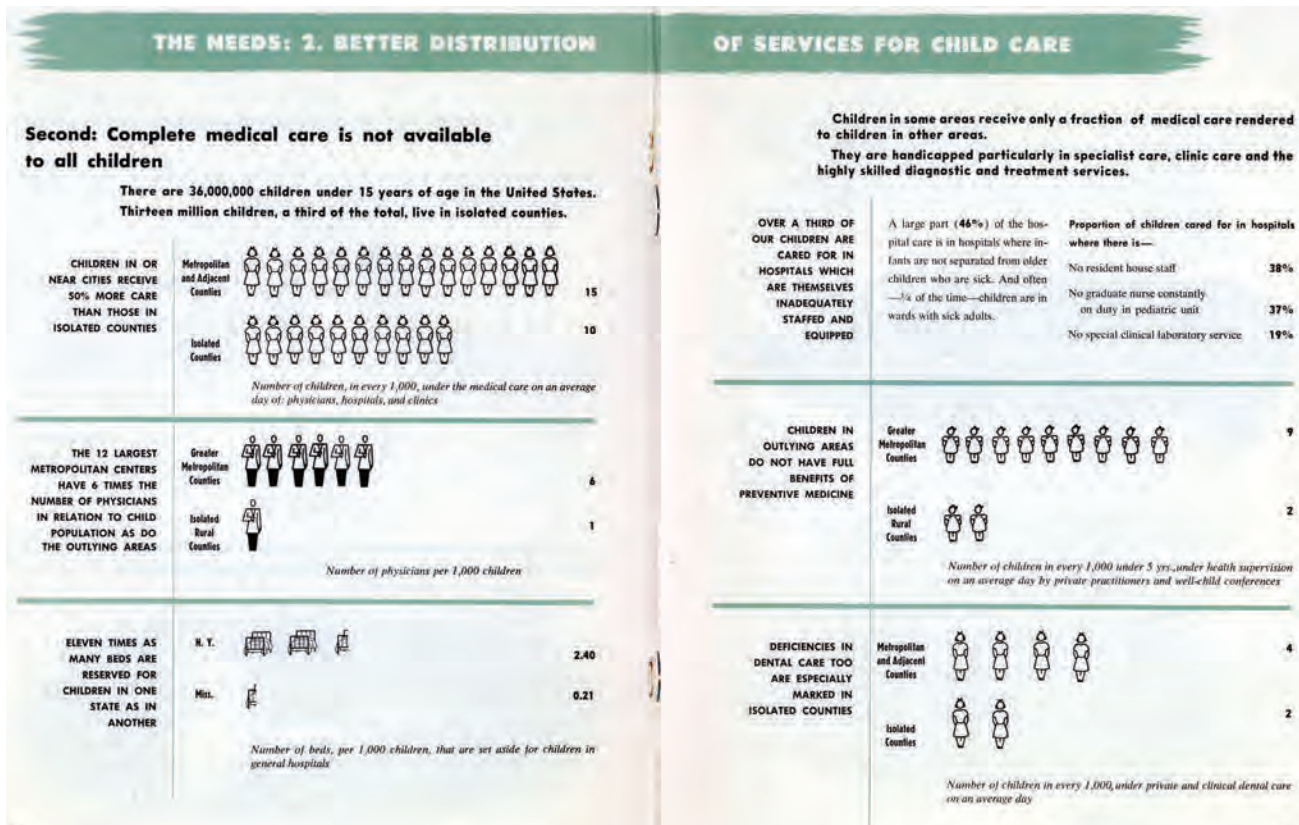 THE NEEDS: 2. BETTER DISTRIBUTION
Second: Complete medical care is not available
to all children
There are 36,000,000 children under 15 years of age in the United States.
Thirteen million children, a third of the total, live in isolated counties.
CHILDREN IN OR
NEAR CITIES RECEIVE
50% MORE CARE
THAN THOSE IN
ISOLATED COUNTIES
Metropolitan
and Adjacent
Counties
15
Isolated
Counties
10
Number of children, in every 1,000, under the medical care on an average
day of: physicians, hospitals, and clinics
THE 12 LARGEST
METROPOLITAN CENTERS
HAVE 6 TIMES THE
NUMBER OF PHYSICIANS
IN RELATION TO CHILD
POPULATION AS DO
THE OUTLYING AREAS
Greater
Metropolitan
Counties
6
Isolated
Rural
Counties
1
Number of physicians per 1,000 children
ELEVEN TIMES AS
MANY BEDS ARE
RESERVED FOR
CHILDREN IN ONE
STATE AS IN
ANOTHER
N. Y.
2.40
Miss.
0.21
Number of beds, per 1,000 children, that are set aside for children in
general hospitals
OF SERVICES FOR CHILD CARE
Children in some areas receive only a fraction of medical care rendered
to children in other areas.
They are handicapped particularly in specialist care, clinic care and the
highly skilled diagnostic and treatment services.
OVER A THIRD OF
OUR CHILDREN ARE
CARED FOR IN
HOSPITALS WHICH
ARE THEMSELVES
INADEQUATELY
STAFFED AND
EQUIPPED
A large part (46%) of the hos-
pital care is in hospitals where in-
fants are not separated from older
children who are sick. And often
—¼ of the time—children are in
wards with sick adults.
Proportion of children cared for in hospitals
where there is—
No resident house staff 38%
No graduate nurse constantly
on duty in pediatric unit 37%
No special clinical laboratory service 19%
CHILDREN IN
OUTLYING AREAS
DO NOT HAVE FULL
BENEFITS OF
PREVENTIVE MEDICINE
Greater
Metropolitan
Counties
9
Isolated
Rural
Counties
2
Number of children in every 1,000 under 5 yrs., under health supervision
on an average day by private practitioners and well-child conferences
DEFICIENCIES IN
DENTAL CARE TOO
ARE ESPECIALLY
MARKED IN
ISOLATED COUNTIES
Metropolitan
and Adjacent
Counties
4
Isolated
Counties
2
Number of children in every 1,000, under private and clinical dental care
on an average day